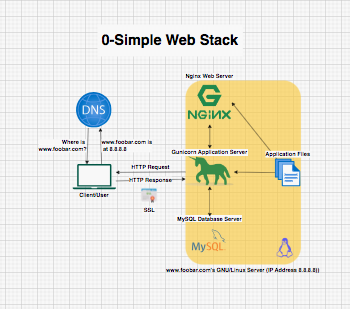 0-Simple Web Stack
Nginx Web Server
NGiNX
DNS
Where is
www.foobar.com?
www.foobar.com is
at 8.8.8.8
Gunicorn Application Server
Application Files
HTTP Request
HTTP Response
Client/User
SSL
MySQL Database Server
MySQL
www.foobar.com's GNU/Linux Server (IP Address 8.8.8.8))